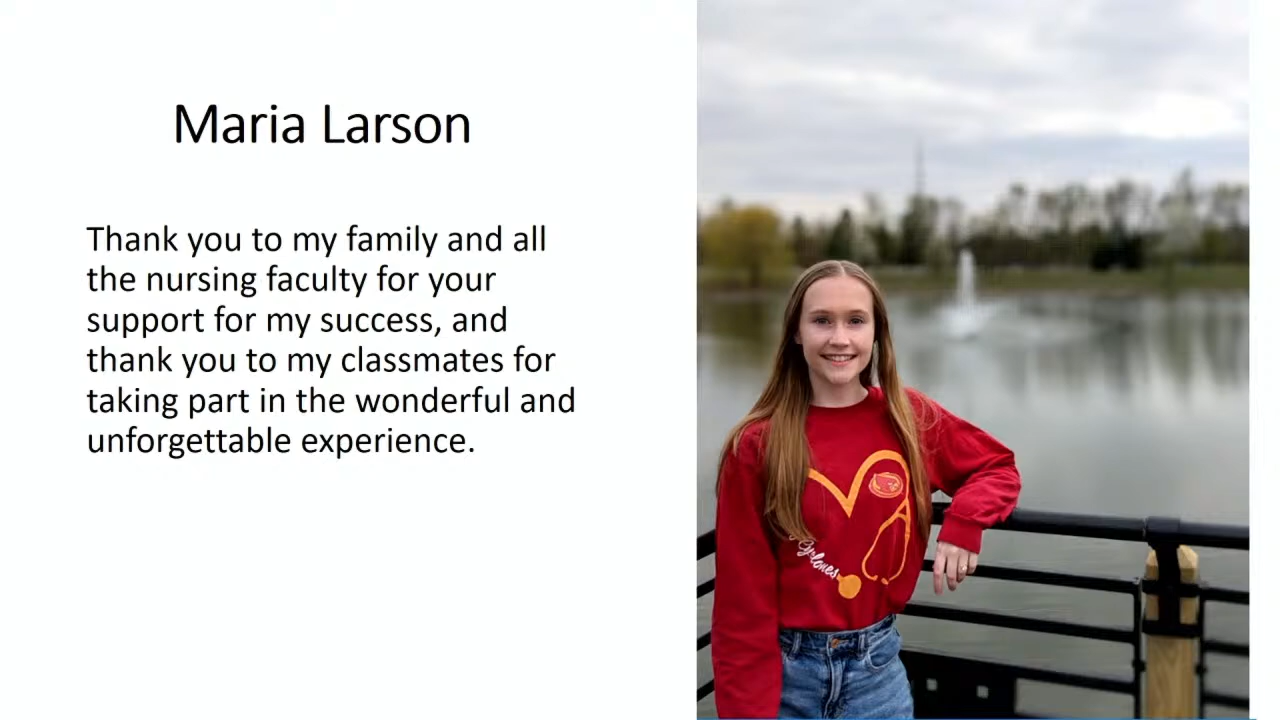 Maria Larson
Thank you to my family and all
the nursing faculty for your
support for my success, and
thank you to my classmates for
taking part in the wonderful and
unforgettable experience.
Cyclones